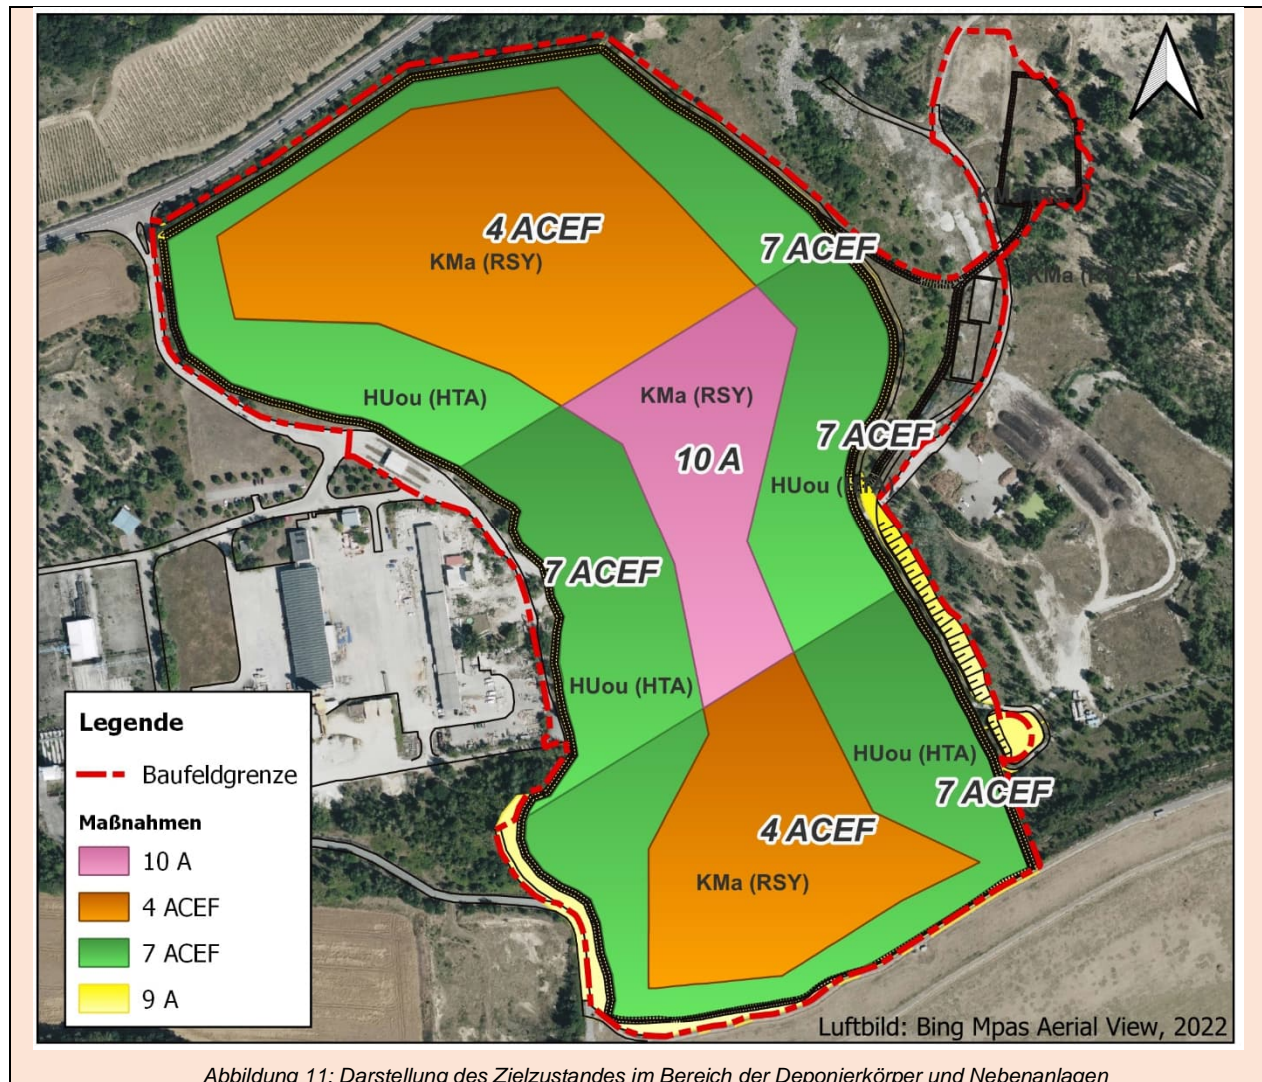 4 ACEF
KMa (RSY)
7 ACEF
KMa (RSY)
HUou (HTA)
10 A
7 ACEF
HUou
7 ACEF
HUou (HTA)
HUou (HTA)
7 ACEF
4 ACEF
KMa (RSY)
Legende
Baufeldgrenze
Maßnahmen
10 A
4 ACEF
7 ACEF
9 A
Luftbild: Bing Mpas Aerial View, 2022
Abbildung 11: Darstellung des Zielzustandes im Bereich der Deponierkörper und Nebenanlagen